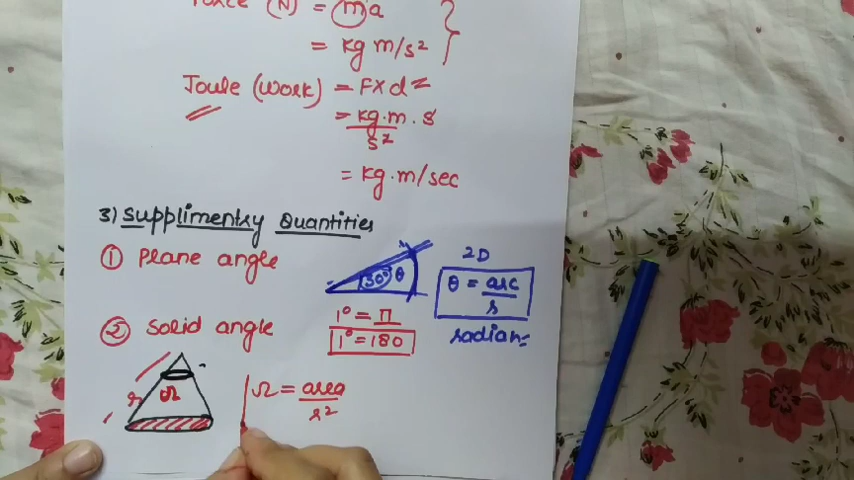 Force (N) = ma
= kg m/s²
Joule (work) = F×d
= kg.m . s
s²
= kg.m/sec
3) Supplimentry Quantities
① plane angle
30° θ
2D
θ = arc
r
radian
② Solid angle
1° = π
1° = 180
r
Ω
Ω = area
r²